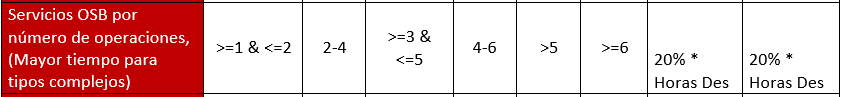 Servicios OSB por
número de operaciones,
(Mayor tiempo para
tipos complejos)
>=1 & <=2
2-4
>=3 &
<=5
4-6
>5
>=6
20% *
Horas Des
20% *
Horas Des